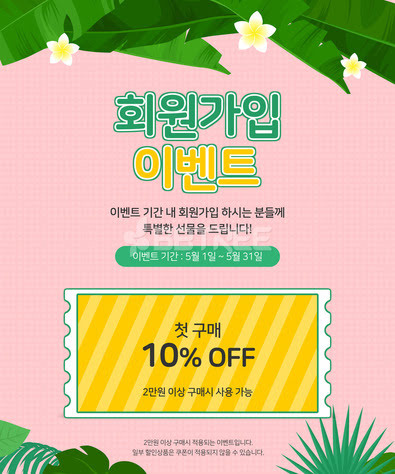 회원가입
이벤트
이벤트 기간 내 회원가입 하시는 분들께
특별한 선물을 드립니다!
이벤트 기간 : 5월 1일 ~ 5월 31일
첫 구매
10% OFF
2만원 이상 구매시 사용 가능
2만원 이상 구매시 적용되는 이벤트입니다.
일부 할인상품은 쿠폰이 적용되지 않을 수 있습니다.